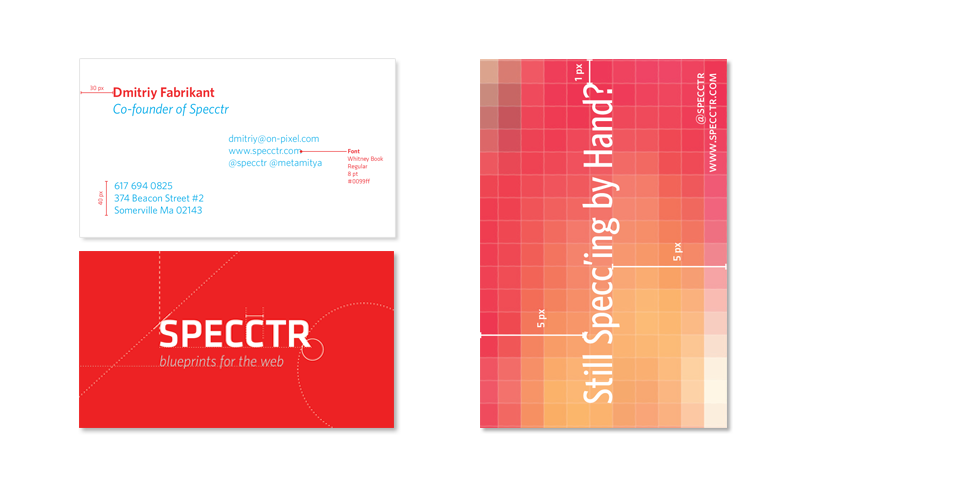 30 px
Dmitriy Fabrikant
Co-founder of Specctr
dmitriy@on-pixel.com
www.specctr.com
@specctr @metamitya
Font
Whitney Book
Regular
8 pt
#0099ff
40 px
617 694 0825
374 Beacon Street #2
Somerville Ma 02143
SPECCTR
blueprints for the web
1 px
Still Specc'ing by Hand?
5 px
5 px
@SPECCTR
WWW.SPECCTR.COM